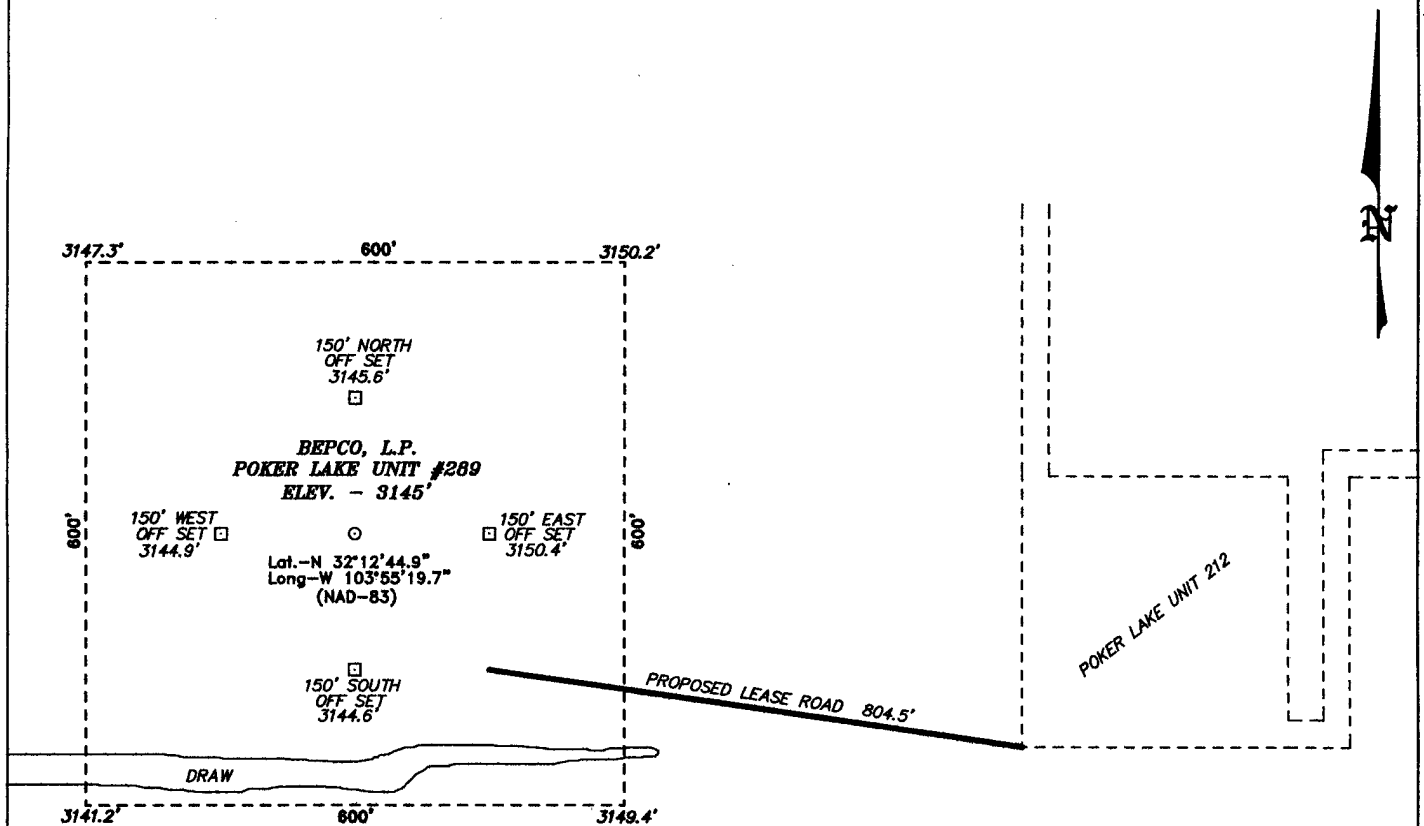 N
3147.3'
600'
3150.2'
150' NORTH
OFF SET
3145.6'
BEPCO, L.P.
POKER LAKE UNIT #289
ELEV. - 3145'
600'
150' WEST
OFF SET
3144.9'
150' EAST
OFF SET
3150.4'
600'
Lat.-N 32°12'44.9"
Long-W 103°55'19.7"
(NAD-83)
POKER LAKE UNIT 212
150' SOUTH
OFF SET
3144.6'
PROPOSED LEASE ROAD 804.5'
DRAW
3141.2'
600'
3149.4'